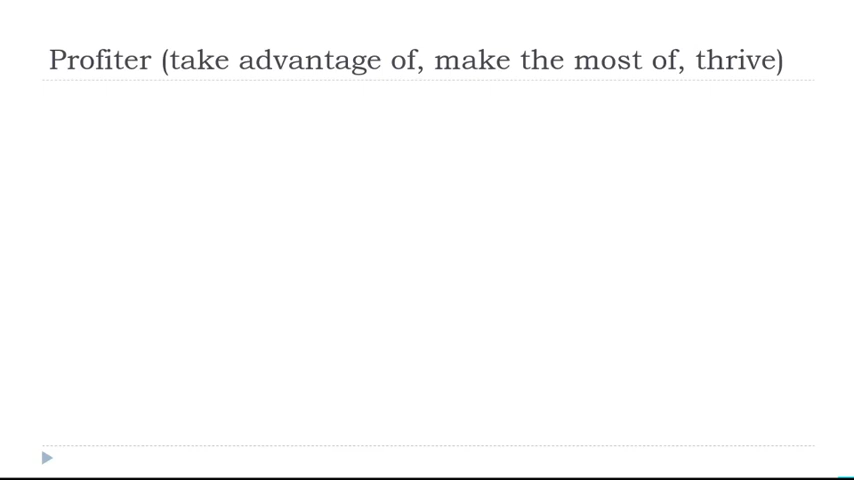 Profiter (take advantage of, make the most of, thrive)